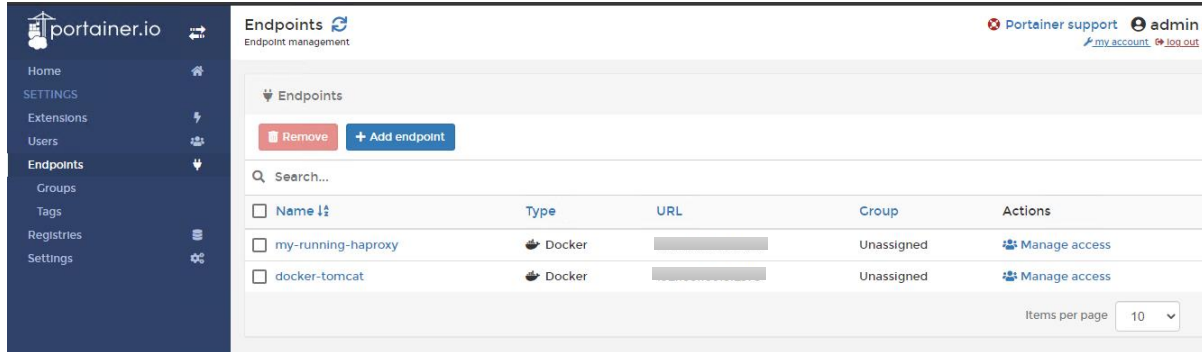 portainer.io
Home
SETTINGS
Extensions
Users
Endpoints
Groups
Tags
Registries
Settings
Endpoints
Endpoint management
Portainer support admin
my account log out
Endpoints
Remove + Add endpoint
Search...
Name Type URL Group Actions
my-running-haproxy Docker Unassigned Manage access
docker-tomcat Docker Unassigned Manage access
Items per page 10